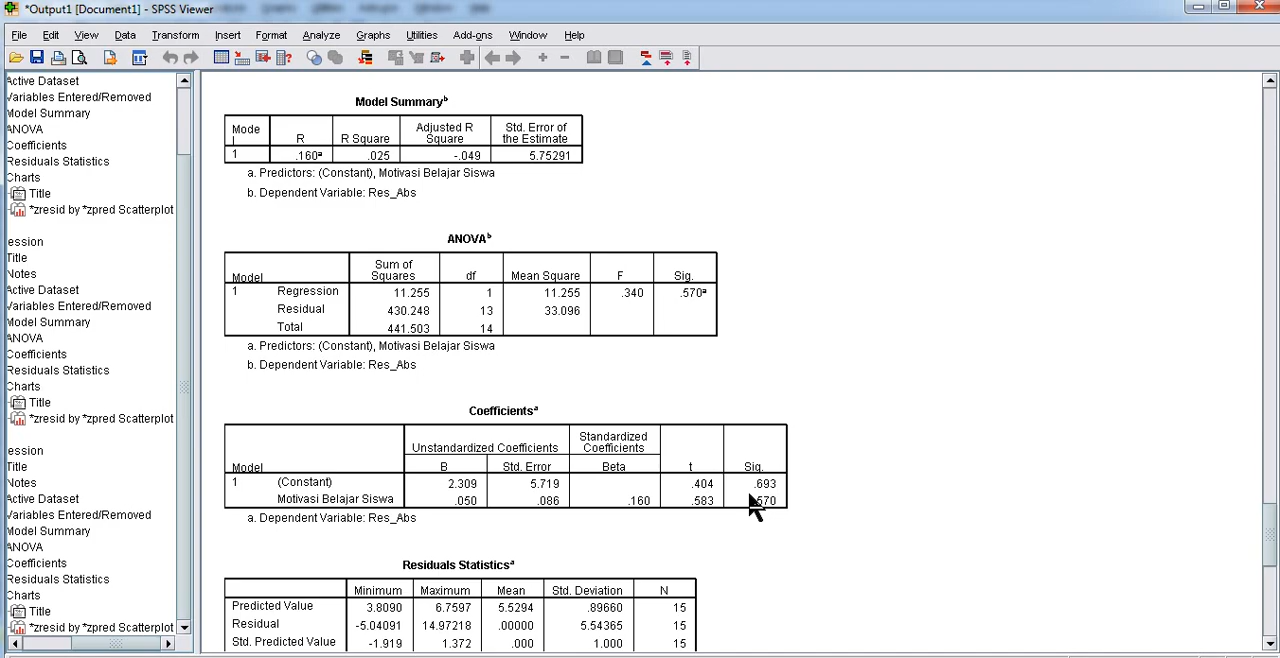 *Output1 [Document1] - SPSS Viewer
File Edit View Data Transform Insert Format Analyze Graphs Utilities Add-ons Window Help
Active Dataset
Variables Entered/Removed
Model Summary
ANOVA
Coefficients
Residuals Statistics
Charts
Title
*zresid by *zpred Scatterplot
ession
Title
Notes
Active Dataset
Variables Entered/Removed
Model Summary
ANOVA
Coefficients
Residuals Statistics
Charts
Title
*zresid by *zpred Scatterplot
ession
Title
Notes
Active Dataset
Variables Entered/Removed
Model Summary
ANOVA
Coefficients
Residuals Statistics
Charts
Title
*zresid by *zpred Scatterplot
Model Summaryb
Mode
l R R Square Adjusted R
Square Std. Error of
the Estimate
1 .160a .025 -.049 5.75291
a. Predictors: (Constant), Motivasi Belajar Siswa
b. Dependent Variable: Res_Abs
ANOVAb
Model Sum of
Squares df Mean Square F Sig.
1 Regression 11.255 1 11.255 .340 .570a
Residual 430.248 13 33.096
Total 441.503 14
a. Predictors: (Constant), Motivasi Belajar Siswa
b. Dependent Variable: Res_Abs
Coefficientsa
Model Unstandardized Coefficients Standardized
Coefficients
B Std. Error Beta t Sig.
1 (Constant) 2.309 5.719 .404 .693
Motivasi Belajar Siswa .050 .086 .160 .583 .570
a. Dependent Variable: Res_Abs
Residuals Statisticsa
Minimum Maximum Mean Std. Deviation N
Predicted Value 3.8090 6.7597 5.5294 .89660 15
Residual -5.04091 14.97218 .00000 5.54365 15
Std. Predicted Value -1.919 1.372 .000 1.000 15